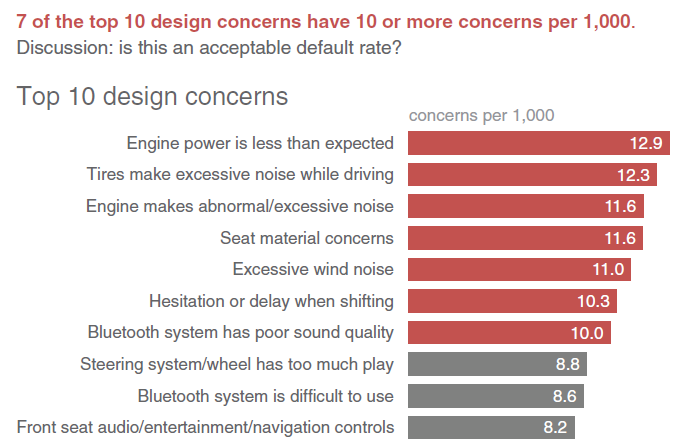 7 of the top 10 design concerns have 10 or more concerns per 1,000.
Discussion: is this an acceptable default rate?
Top 10 design concerns
concerns per 1,000
Engine power is less than expected 12.9
Tires make excessive noise while driving 12.3
Engine makes abnormal/excessive noise 11.6
Seat material concerns 11.6
Excessive wind noise 11.0
Hesitation or delay when shifting 10.3
Bluetooth system has poor sound quality 10.0
Steering system/wheel has too much play 8.8
Bluetooth system is difficult to use 8.6
Front seat audio/entertainment/navigation controls 8.2